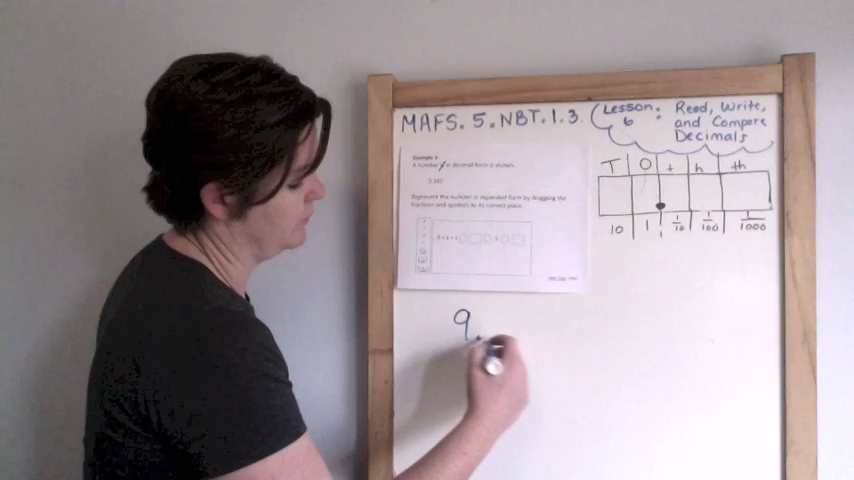 MAFS.5.NBT.1.3.
Lesson 6:
Read, Write,
and Compare
Decimals
Example 2
A number is in decimal form is shown.
Represent the number in expanded form by dragging the
fractions and symbols to its correct place.
T O t h th
10 1 1/10 1/100 1/1000
9.